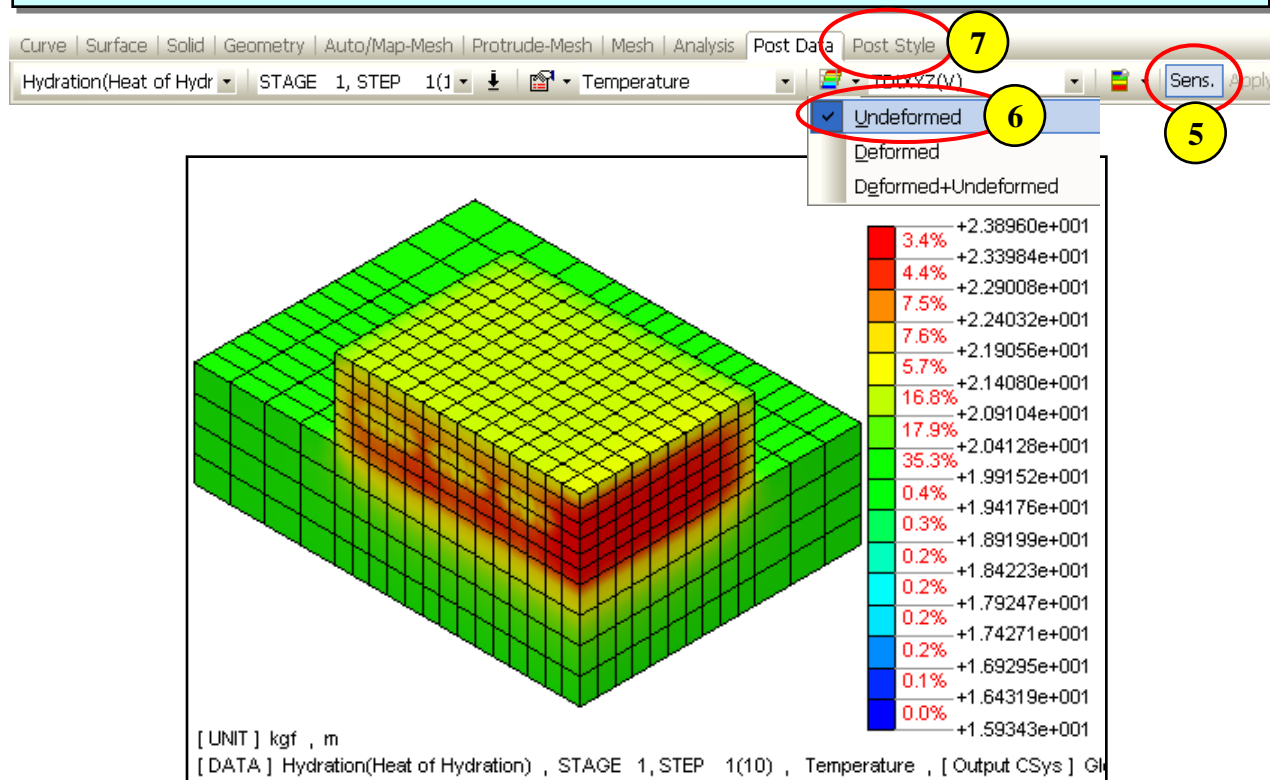 Curve | Surface | Solid | Geometry | Auto/Map-Mesh | Protrude-Mesh | Mesh | Analysis | Post Data | Post Style
7
Hydration(Heat of Hydr STAGE 1, STEP 1(1 Temperature TDtXYZ(V) Sens. Apply
Undeformed
6
5
Deformed
Deformed+Undeformed
+2.38960e+001
3.4%
+2.33984e+001
4.4%
+2.29008e+001
7.5%
+2.24032e+001
7.6%
+2.19056e+001
5.7%
+2.14080e+001
16.8%
+2.09104e+001
17.9%
+2.04128e+001
35.3%
+1.99152e+001
0.4%
+1.94176e+001
0.3%
+1.89199e+001
0.2%
+1.84223e+001
0.2%
+1.79247e+001
0.2%
+1.74271e+001
0.2%
+1.69295e+001
0.1%
+1.64319e+001
0.0%
+1.59343e+001
[ UNIT ] kgf , m
[ DATA ] Hydration(Heat of Hydration) , STAGE 1, STEP 1(10) , Temperature , [ Output CSys ] Gl